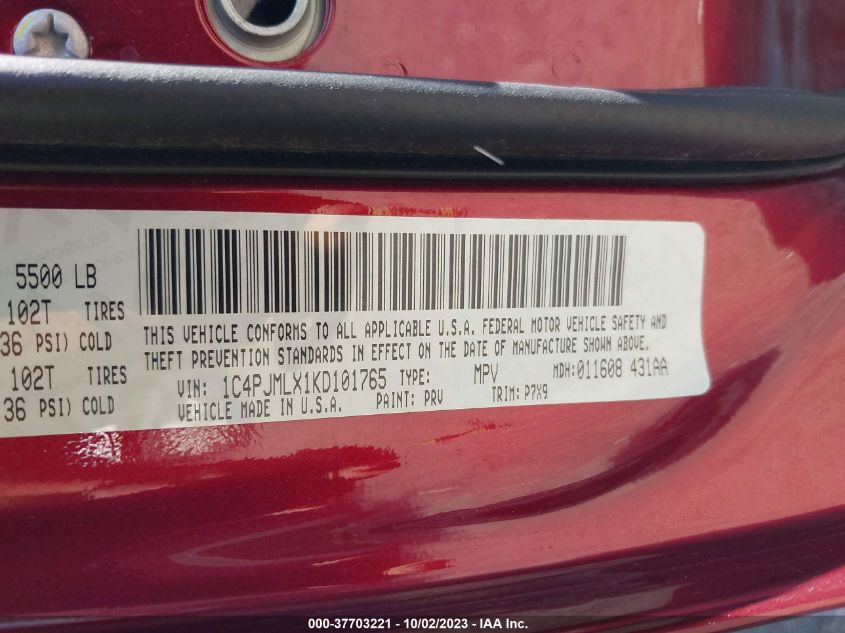 5500 LB
102T TIRES
36 PSI) COLD
102T TIRES
36 PSI) COLD
THIS VEHICLE CONFORMS TO ALL APPLICABLE U.S.A. FEDERAL MOTOR VEHICLE SAFETY AND
THEFT PREVENTION STANDARDS IN EFFECT ON THE DATE OF MANUFACTURE SHOWN ABOVE.
VIN: 1C4PJMLX1KD101765 TYPE: MPV MDH: 011608 431AA
VEHICLE MADE IN U.S.A. PAINT: PRV TRIM: P7X9
000-37703221 - 10/02/2023 - © IAA Inc.